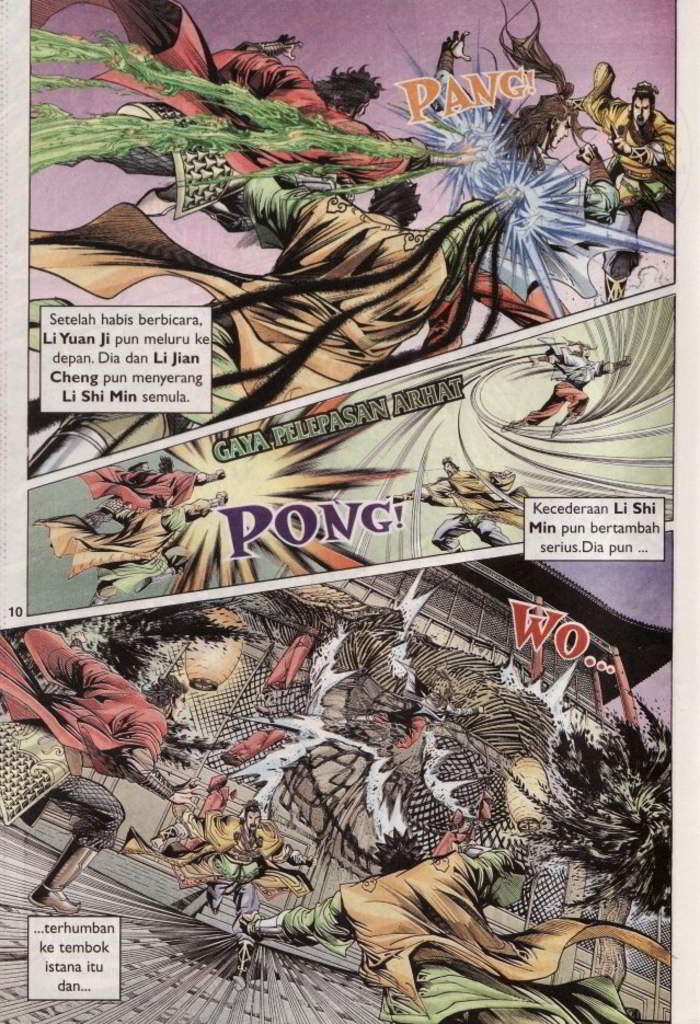 PANG!
Setelah habis berbicara,
Li Yuan Ji pun meluru ke
depan. Dia dan Li Jian
Cheng pun menyerang
Li Shi Min semula.
GAYA PELEPASAN ARHAT
PONG!
Kecederaan Li Shi
Min pun bertambah
serius.Dia pun ...
10
WO...
...terhumban
ke tembok
istana itu
dan...